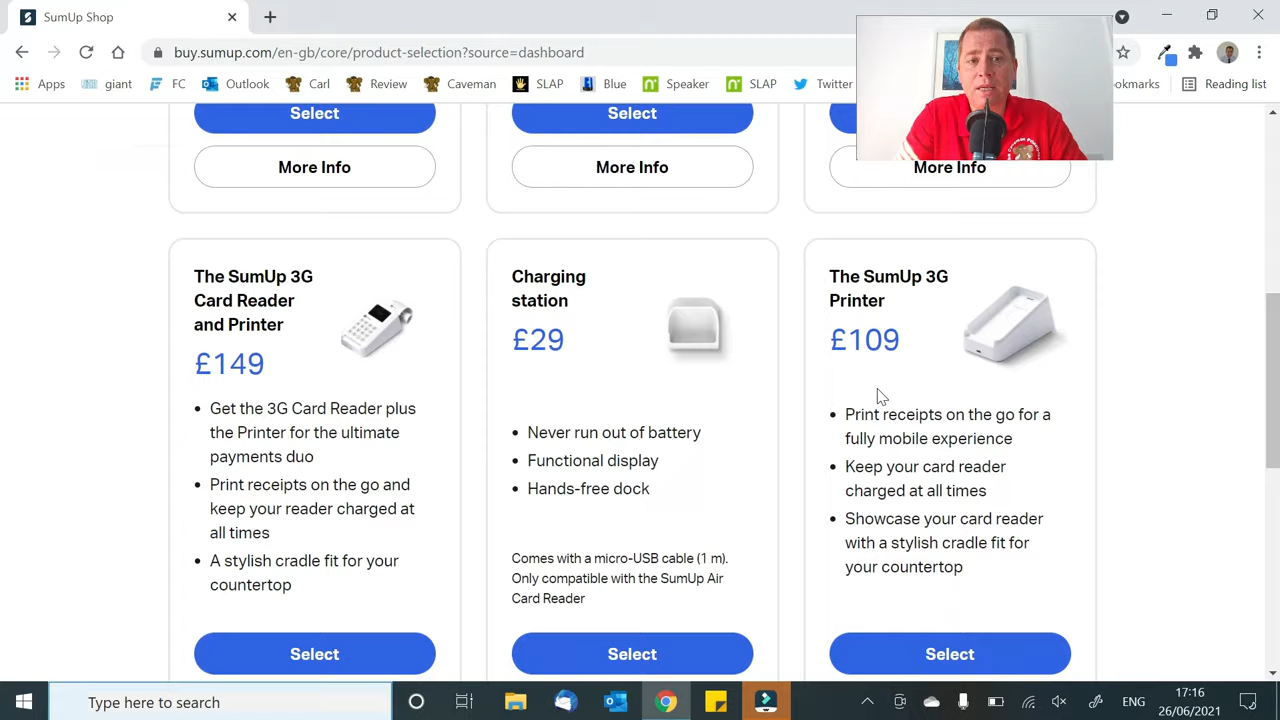 SumUp Shop
buy.sumup.com/en-gb/core/product-selection?source=dashboard
Apps giant FC Outlook Carl Review Caveman SLAP Blue Speaker SLAP Twitter okmarks Reading list
Select
Select
More Info
More Info
More Info
The SumUp 3G
Card Reader
and Printer
£149
• Get the 3G Card Reader plus
the Printer for the ultimate
payments duo
• Print receipts on the go and
keep your reader charged at
all times
• A stylish cradle fit for your
countertop
Select
Charging
station
£29
• Never run out of battery
• Functional display
• Hands-free dock
Comes with a micro-USB cable (1 m).
Only compatible with the SumUp Air
Card Reader
Select
The SumUp 3G
Printer
£109
• Print receipts on the go for a
fully mobile experience
• Keep your card reader
charged at all times
• Showcase your card reader
with a stylish cradle fit for
your countertop
Select
Type here to search
ENG
17:16
26/06/2021